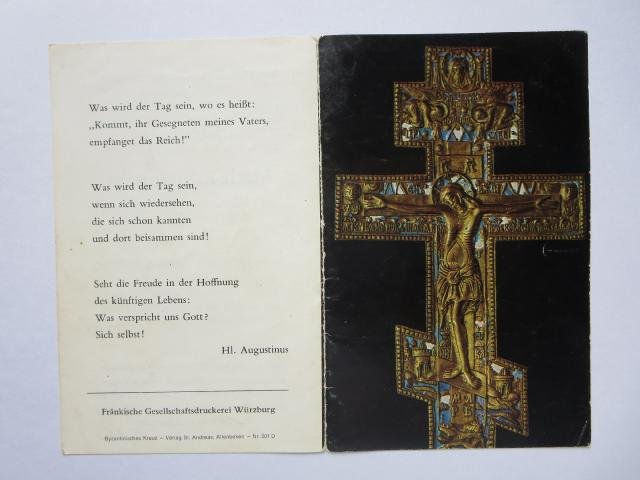 Was wird der Tag sein, wo es heißt:
„Kommt, ihr Gesegneten meines Vaters,
empfanget das Reich!"
Was wird der Tag sein,
wenn sich wiedersehen,
die sich schon kannten
und dort beisammen sind!
Seht die Freude in der Hoffnung
des künftigen Lebens:
Was verspricht uns Gott?
Sich selbst!
Hl. Augustinus
Fränkische Gesellschaftsdruckerei Würzburg
Byzantinisches Kreuz – Verlag St. Andreas, Altenbeken – Nr. 201 D